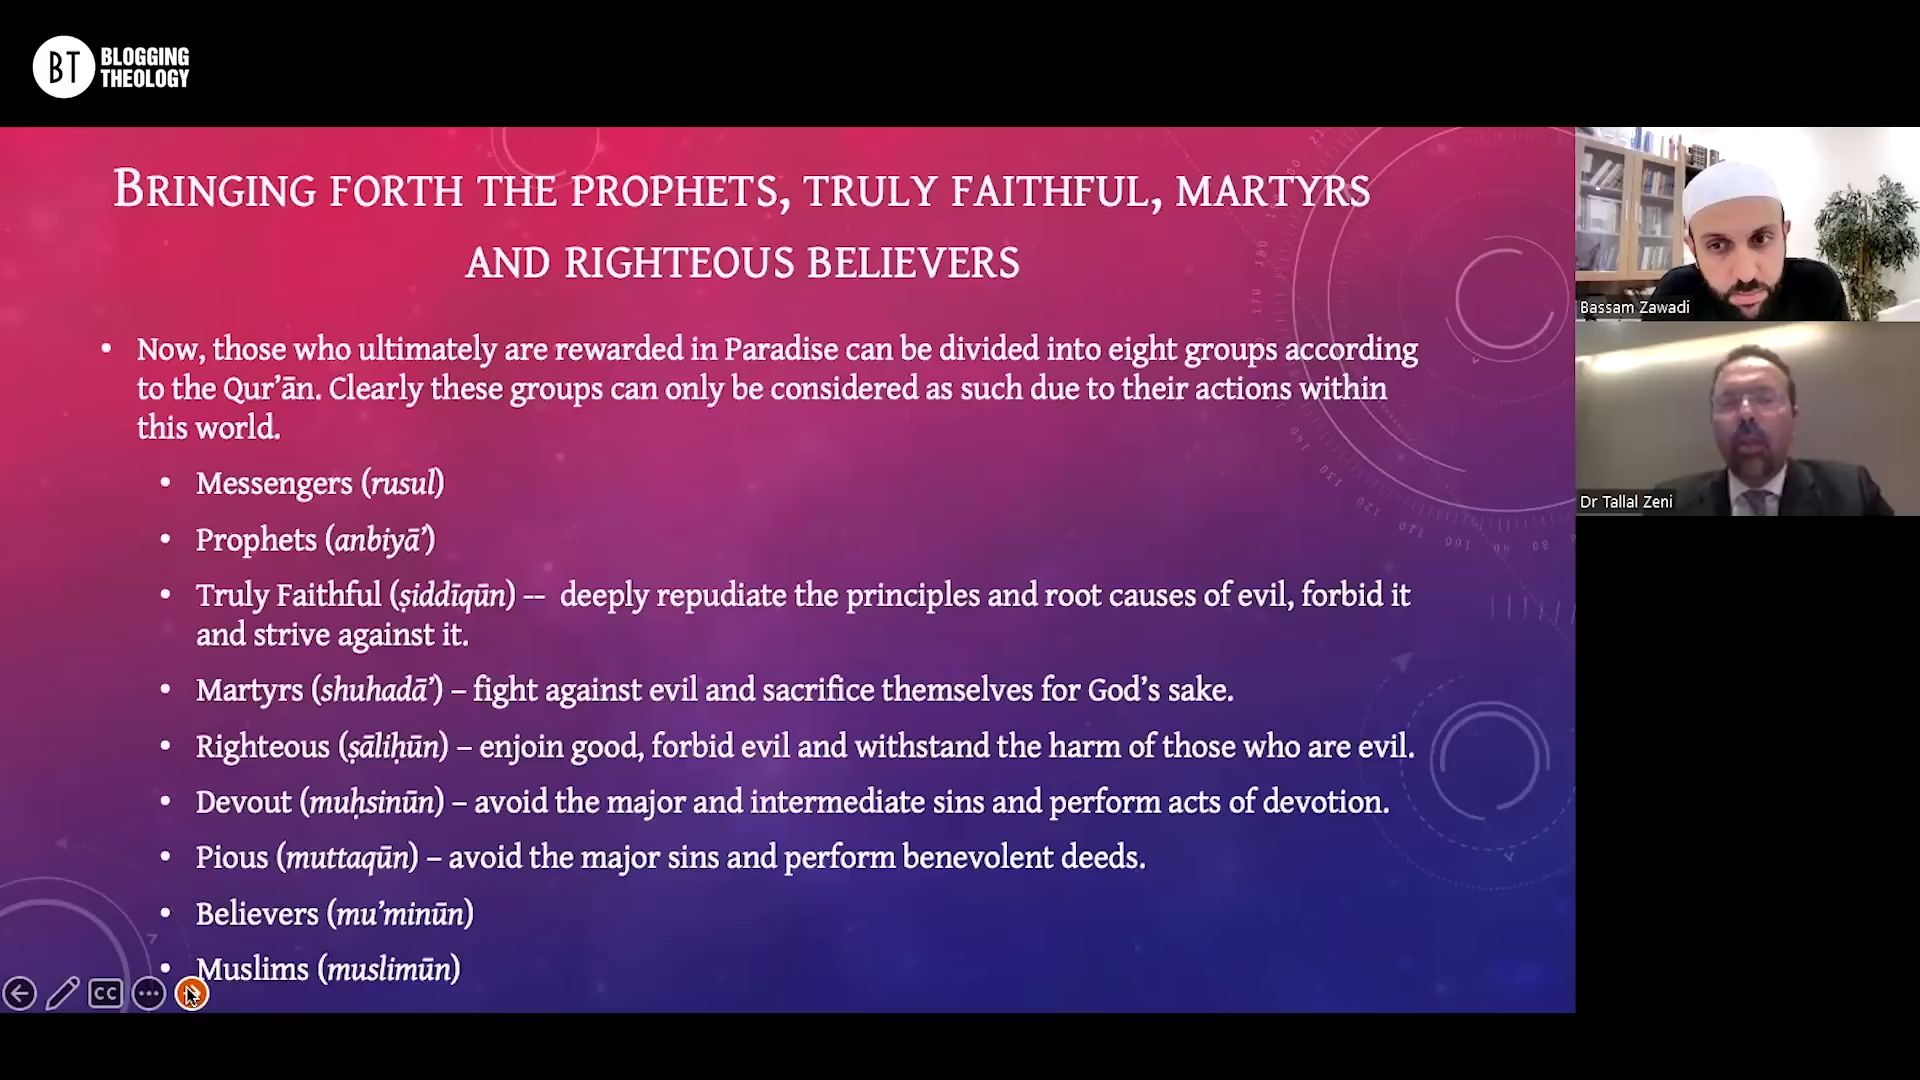 BT BLOGGING
THEOLOGY
BRINGING FORTH THE PROPHETS, TRULY FAITHFUL, MARTYRS
AND RIGHTEOUS BELIEVERS
• Now, those who ultimately are rewarded in Paradise can be divided into eight groups according
to the Qur’ān. Clearly these groups can only be considered as such due to their actions within
this world.
• Messengers (rusul)
• Prophets (anbiyā’)
• Truly Faithful (ṣiddīqūn) -- deeply repudiate the principles and root causes of evil, forbid it
and strive against it.
• Martyrs (shuhadā’) – fight against evil and sacrifice themselves for God’s sake.
• Righteous (ṣāliḥūn) – enjoin good, forbid evil and withstand the harm of those who are evil.
• Devout (muḥsinūn) – avoid the major and intermediate sins and perform acts of devotion.
• Pious (muttaqūn) – avoid the major sins and perform benevolent deeds.
• Believers (mu’minūn)
• Muslims (muslimūn)
CC
Bassam Zawadi
Dr Tallal Zeni